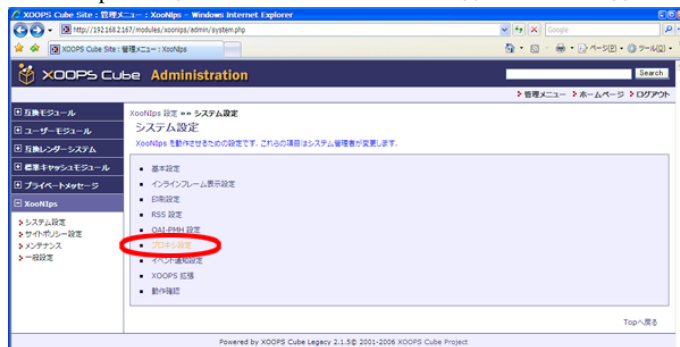 XOOPS Cube Site : 管理メニュー : XooNIps - Windows Internet Explorer
http://192.168.2.167/modules/xoonips/admin/system.php
Google
XOOPS Cube Site : 管理メニュー : XooNIps
ページ(P)
ツール(O)
XOOPS Cube Administration
Search
管理メニュー ホームページ ログアウト
互換モジュール
ユーザーモジュール
互換レンダーシステム
標準キャッシュモジュール
プライベートメッセージ
XooNIps
システム設定
サイトポリシー設定
メンテナンス
一般設定
XooNIps 設定 »» システム設定
システム設定
XooNIps を動作させるための設定です. これらの項目はシステム管理者が変更します.
基本設定
インラインフレーム表示設定
印刷設定
RSS 設定
OAI-PMH 設定
プロキシ設定
イベント通知設定
XOOPS 拡張
動作確認
Topへ戻る
Powered by XOOPS Cube Legacy 2.1.5© 2001-2006 XOOPS Cube Project